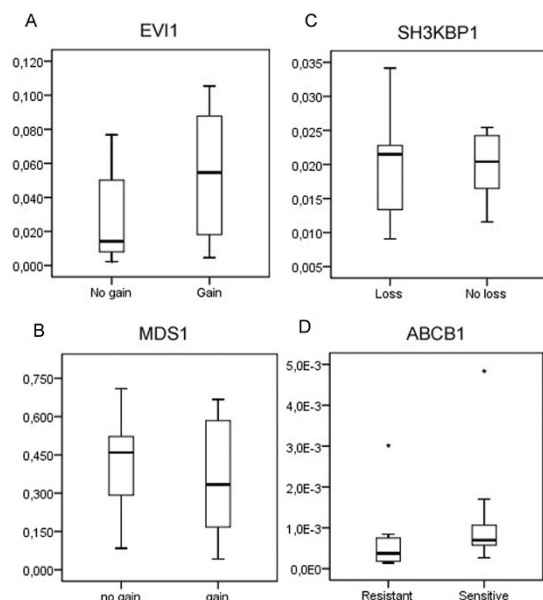 A
EVI1
0,120
0,100
0,080
0,060
0,040
0,020
0,000
No gain Gain
C
SH3KBP1
0,035
0,030
0,025
0,020
0,015
0,010
0,005
Loss No loss
B
MDS1
0,750
0,600
0,450
0,300
0,150
0,000
no gain gain
D
ABCB1
5,0E-3
4,0E-3
3,0E-3
2,0E-3
1,0E-3
0,0E0
Resistant Sensitive